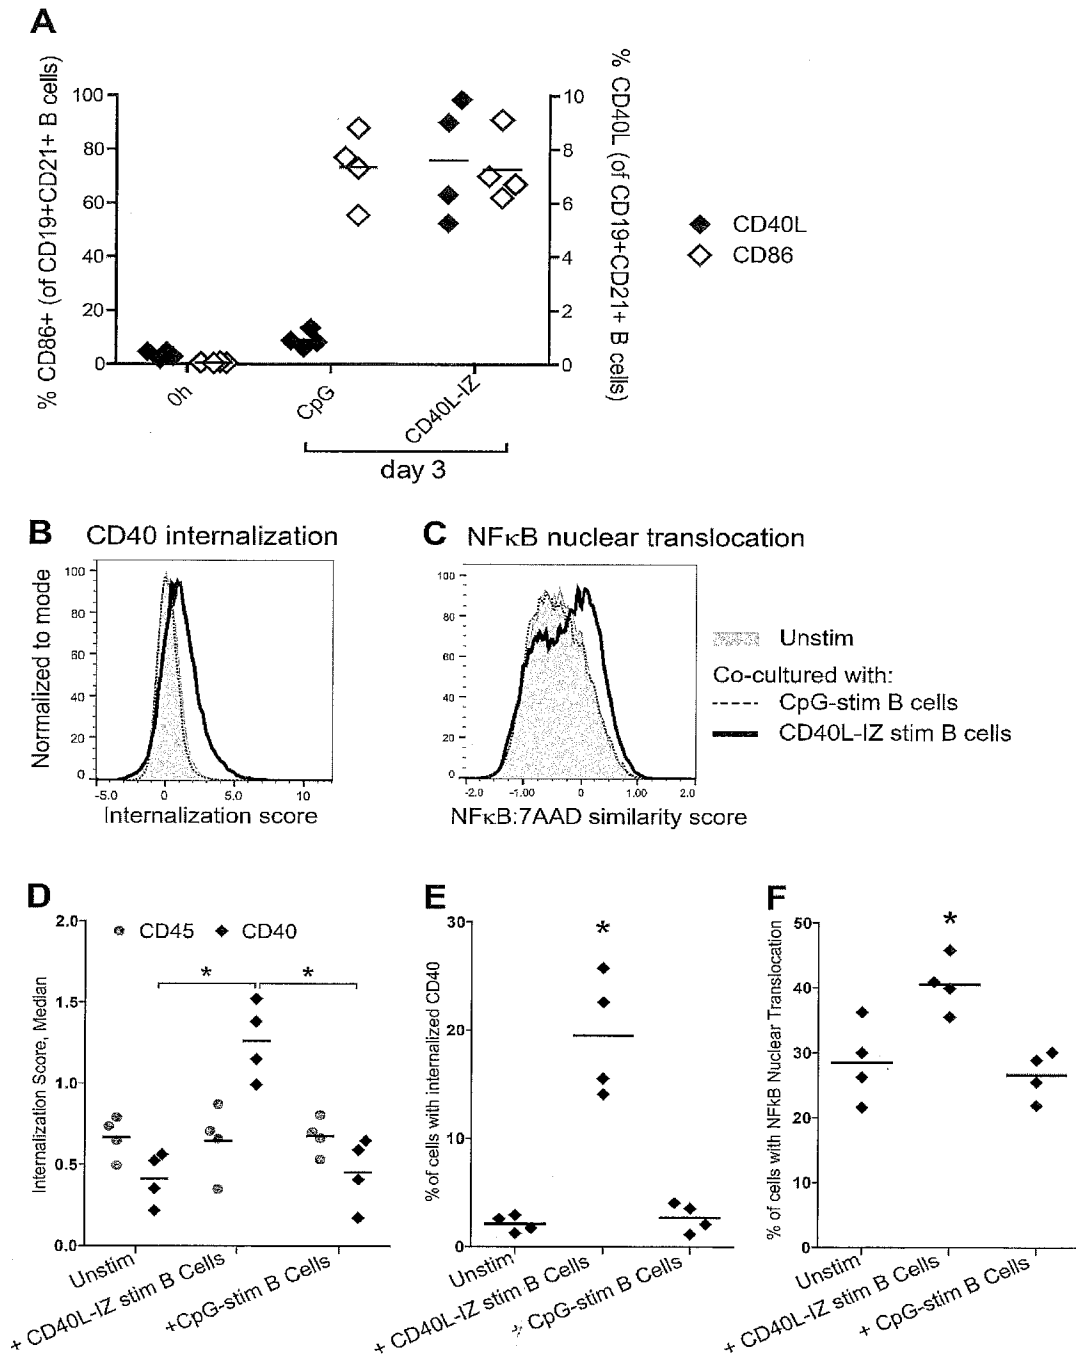 A
% CD86+ (of CD19+CD21+ B cells)
100
80
60
40
20
0
% CD40L (of CD19+CD21+ B cells)
10
8
6
4
2
0
CD40L
CD86
0h
CpG
CD40L-IZ
day 3
B CD40 internalization
Normalized to mode
100
80
60
40
20
0
-5.0 0 5.0 10
Internalization score
C NFκB nuclear translocation
100
80
60
40
20
0
-2.0 -1.00 0 1.00 2.0
NFκB:7AAD similarity score
Unstim
Co-cultured with:
CpG-stim B cells
CD40L-IZ stim B cells
D
Internalization Score, Median
2.0
1.5
1.0
0.5
0.0
CD45 CD40
* *
Unstim
+ CD40L-IZ stim B Cells
+CpG-stim B Cells
E
% of cells with internalized CD40
30
20
10
0
*
Unstim
+ CD40L-IZ stim B Cells
+ CpG-stim B Cells
F
% of cells with NFkB Nuclear Translocation
50
40
30
20
10
0
*
Unstim
+ CD40L-IZ stim B Cells
+ CpG-stim B Cells